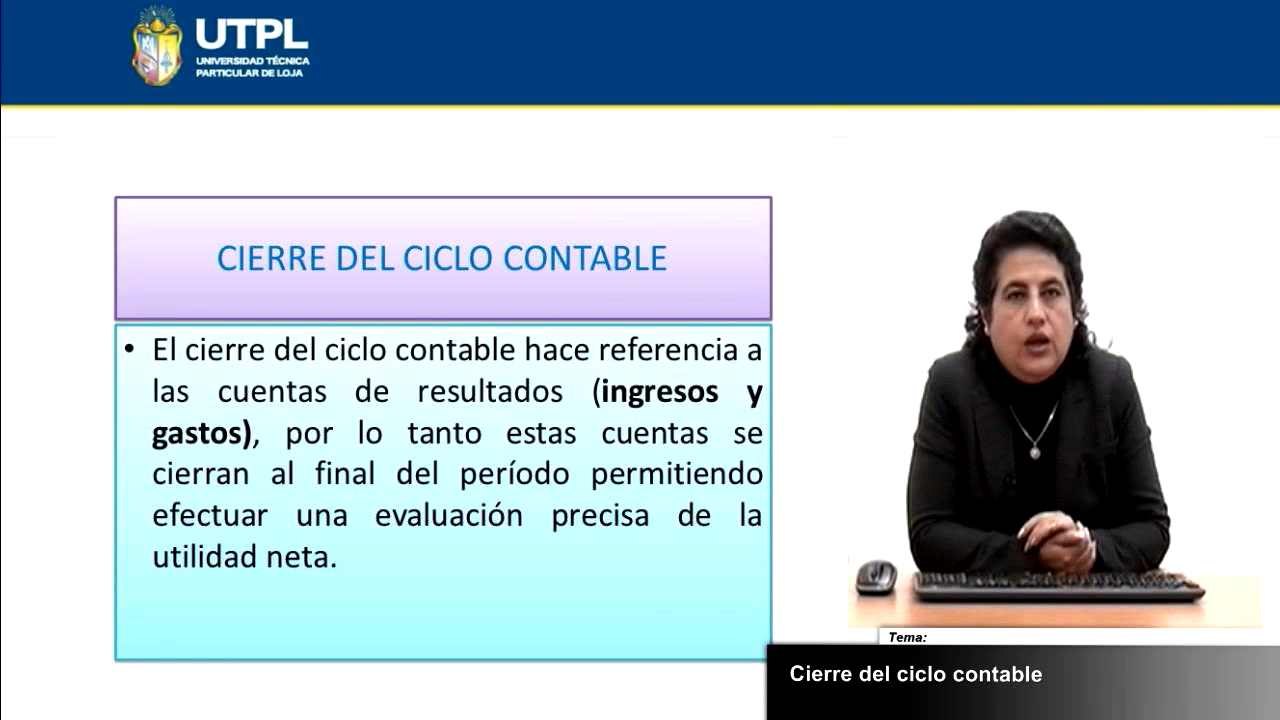 UTPL
UNIVERSIDAD TÉCNICA
PARTICULAR DE LOJA
CIERRE DEL CICLO CONTABLE
• El cierre del ciclo contable hace referencia a
las cuentas de resultados (ingresos y
gastos), por lo tanto estas cuentas se
cierran al final del período permitiendo
efectuar una evaluación precisa de la
utilidad neta.
Tema:
Cierre del ciclo contable